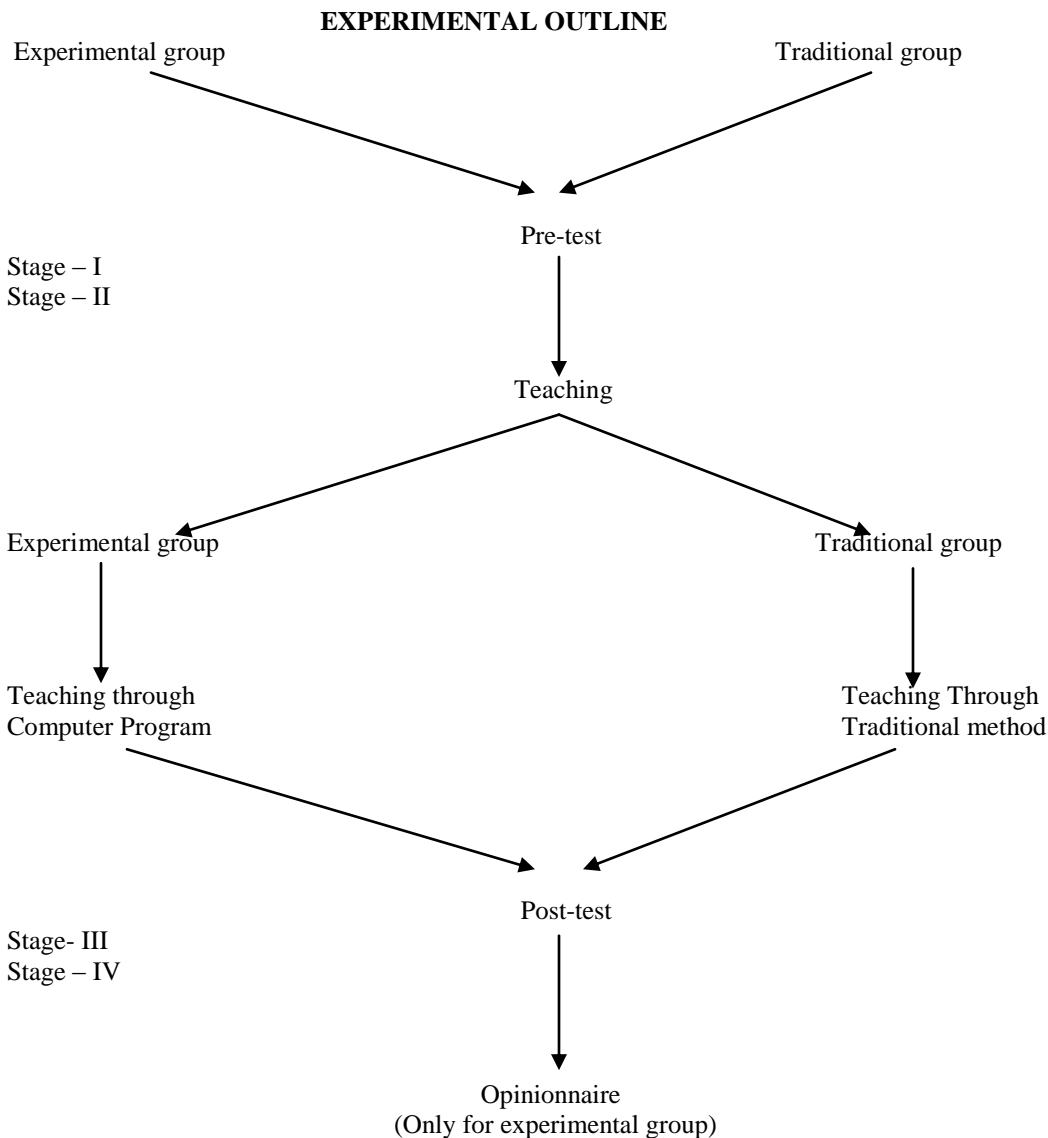 EXPERIMENTAL OUTLINE
Experimental group
Traditional group
Pre-test
Stage – I
Stage – II
Teaching
Experimental group
Traditional group
Teaching through
Computer Program
Teaching Through
Traditional method
Post-test
Stage- III
Stage – IV
Opinionnaire
(Only for experimental group)